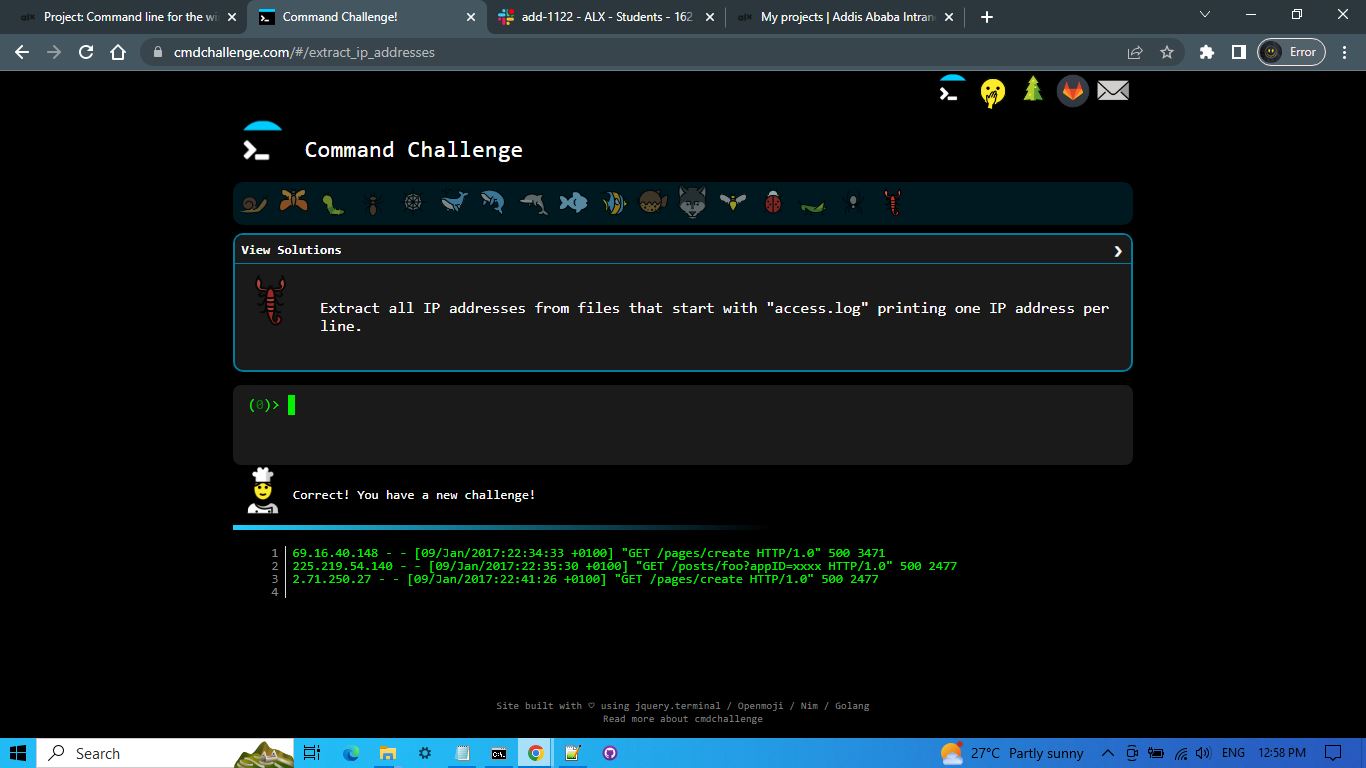 Project: Command line for the wi
Command Challenge!
add-1122 - ALX - Students - 162
My projects | Addis Ababa Intran
cmdchallenge.com/#/extract_ip_addresses
Error
Command Challenge
View Solutions
Extract all IP addresses from files that start with "access.log" printing one IP address per
line.
(0)>
Correct! You have a new challenge!
1 69.16.40.148 - - [09/Jan/2017:22:34:33 +0100] "GET /pages/create HTTP/1.0" 500 3471
2 225.219.54.140 - - [09/Jan/2017:22:35:30 +0100] "GET /posts/foo?appID=xxxx HTTP/1.0" 500 2477
3 2.71.250.27 - - [09/Jan/2017:22:41:26 +0100] "GET /pages/create HTTP/1.0" 500 2477
4
Site built with ♡ using jquery.terminal / Openmoji / Nim / Golang
Read more about cmdchallenge
Search
27°C Partly sunny
ENG
12:58 PM